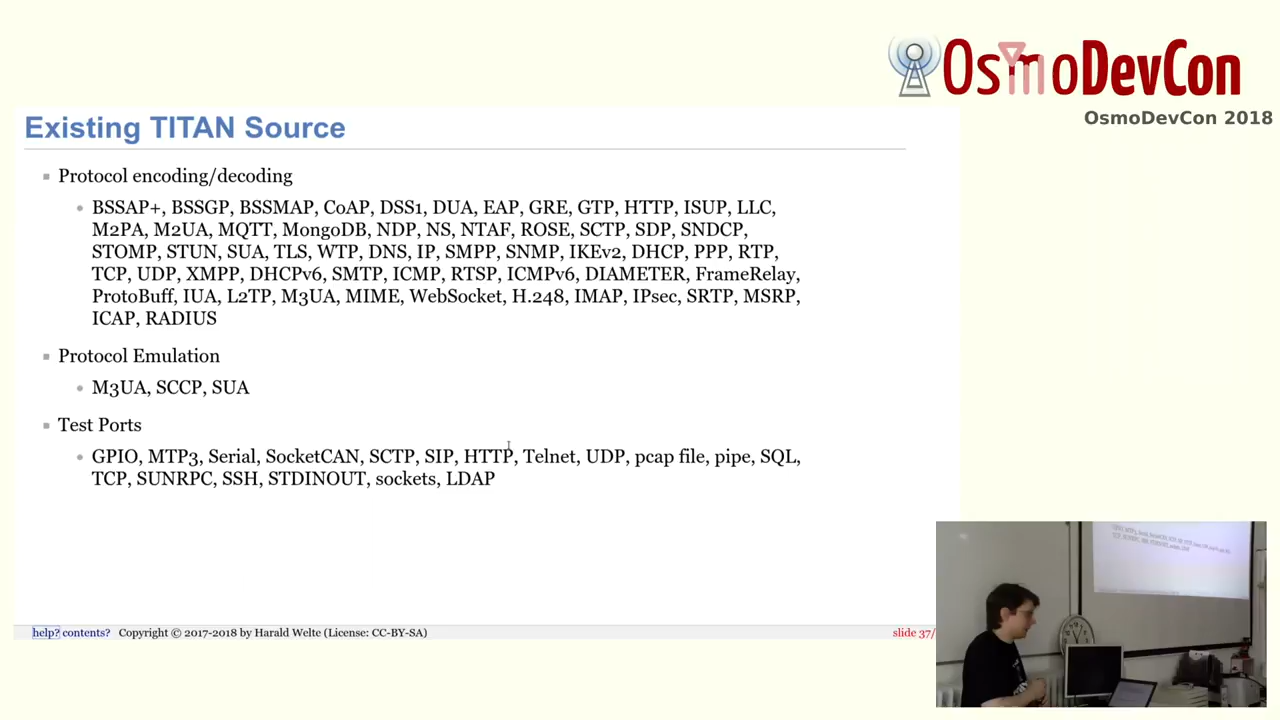 OsmoDevCon
OsmoDevCon 2018
Existing TITAN Source
Protocol encoding/decoding
BSSAP+, BSSGP, BSSMAP, CoAP, DSS1, DUA, EAP, GRE, GTP, HTTP, ISUP, LLC,
M2PA, M2UA, MQTT, MongoDB, NDP, NS, NTAF, ROSE, SCTP, SDP, SNDCP,
STOMP, STUN, SUA, TLS, WTP, DNS, IP, SMPP, SNMP, IKEv2, DHCP, PPP, RTP,
TCP, UDP, XMPP, DHCPv6, SMTP, ICMP, RTSP, ICMPv6, DIAMETER, FrameRelay,
ProtoBuff, IUA, L2TP, M3UA, MIME, WebSocket, H.248, IMAP, IPsec, SRTP, MSRP,
ICAP, RADIUS
Protocol Emulation
M3UA, SCCP, SUA
Test Ports
GPIO, MTP3, Serial, SocketCAN, SCTP, SIP, HTTP, Telnet, UDP, pcap file, pipe, SQL,
TCP, SUNRPC, SSH, STDINOUT, sockets, LDAP
help? contents? Copyright © 2017-2018 by Harald Welte (License: CC-BY-SA)
slide 37/